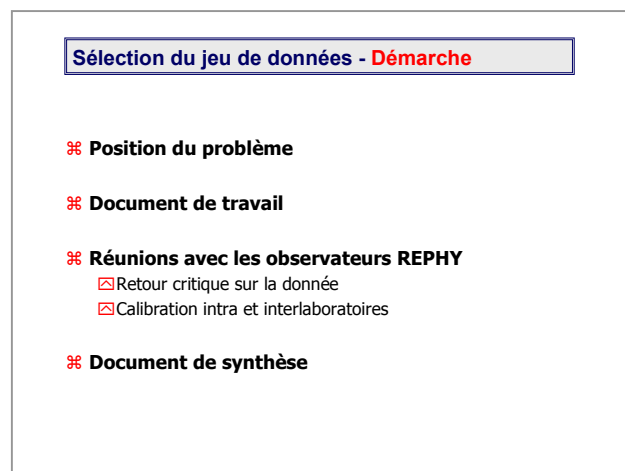 Sélection du jeu de données - Démarche
⌘ Position du problème
⌘ Document de travail
⌘ Réunions avec les observateurs REPHY
Retour critique sur la donnée
Calibration intra et interlaboratoires
⌘ Document de synthèse